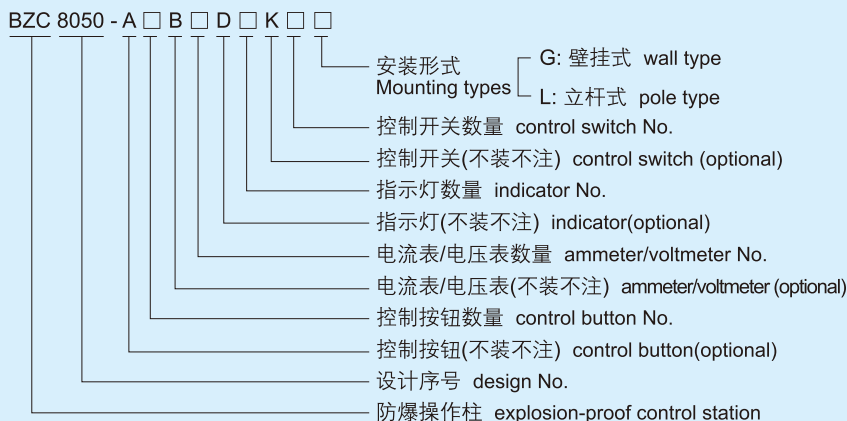 BZC 8050 - A□ B□ D□ K□ □
安装形式
Mounting types
G: 壁挂式 wall type
L: 立杆式 pole type
控制开关数量 control switch No.
控制开关(不装不注) control switch (optional)
指示灯数量 indicator No.
指示灯(不装不注) indicator(optional)
电流表/电压表数量 ammeter/voltmeter No.
电流表/电压表(不装不注) ammeter/voltmeter (optional)
控制按钮数量 control button No.
控制按钮(不装不注) control button(optional)
设计序号 design No.
防爆操作柱 explosion-proof control station